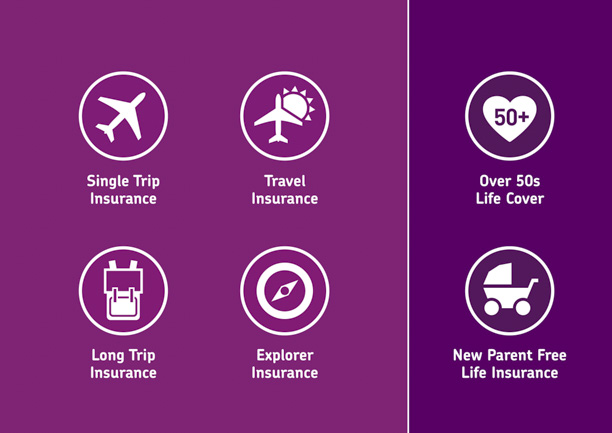 Single Trip
Insurance
Travel
Insurance
50+
Over 50s
Life Cover
Long Trip
Insurance
Explorer
Insurance
New Parent Free
Life Insurance